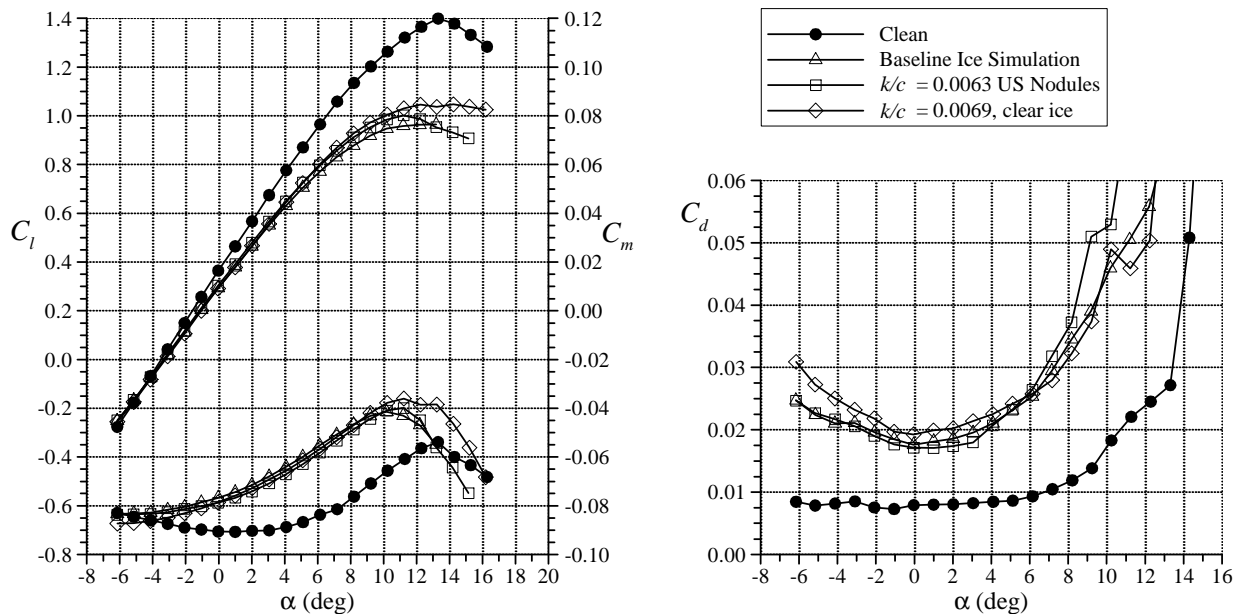 1.4
1.2
1.0
0.8
0.6
0.4
0.2
0.0
-0.2
-0.4
-0.6
-0.8
C_l
0.12
0.10
0.08
0.06
0.04
0.02
0.00
-0.02
-0.04
-0.06
-0.08
-0.10
C_m
-8 -6 -4 -2 0 2 4 6 8 10 12 14 16 18 20
α (deg)
Clean
Baseline Ice Simulation
k/c = 0.0063 US Nodules
k/c = 0.0069, clear ice
0.06
0.05
0.04
0.03
0.02
0.01
0.00
C_d
-8 -6 -4 -2 0 2 4 6 8 10 12 14 16
α (deg)